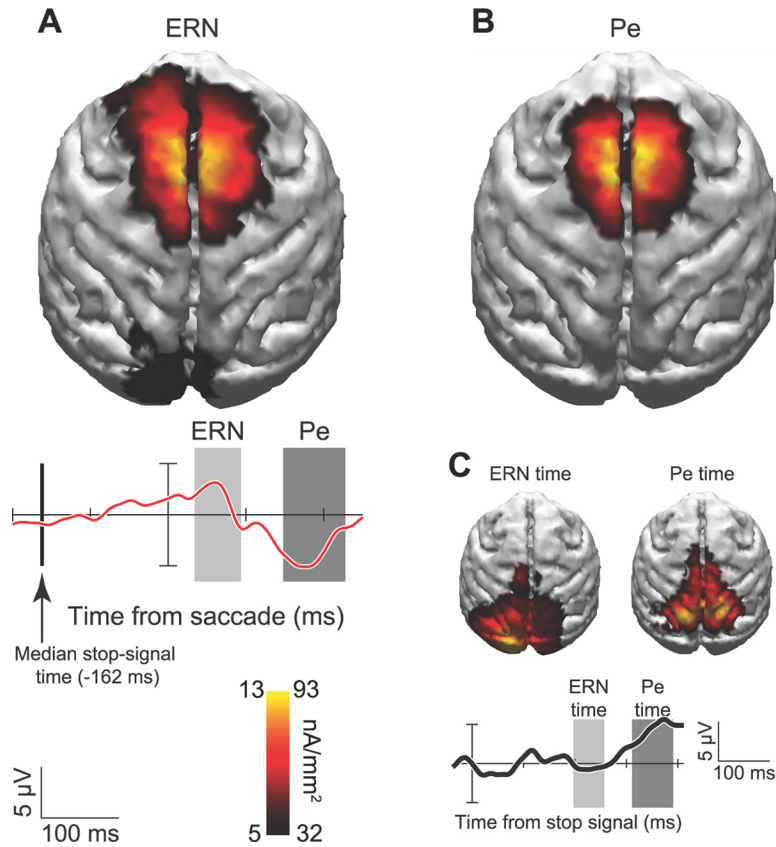 A
ERN
B
Pe
ERN
Pe
Time from saccade (ms)
Median stop-signal
time (-162 ms)
13
93
nA/mm²
5
32
5 µV
100 ms
C
ERN time
Pe time
ERN
time
Pe
time
5 µV
100 ms
Time from stop signal (ms)